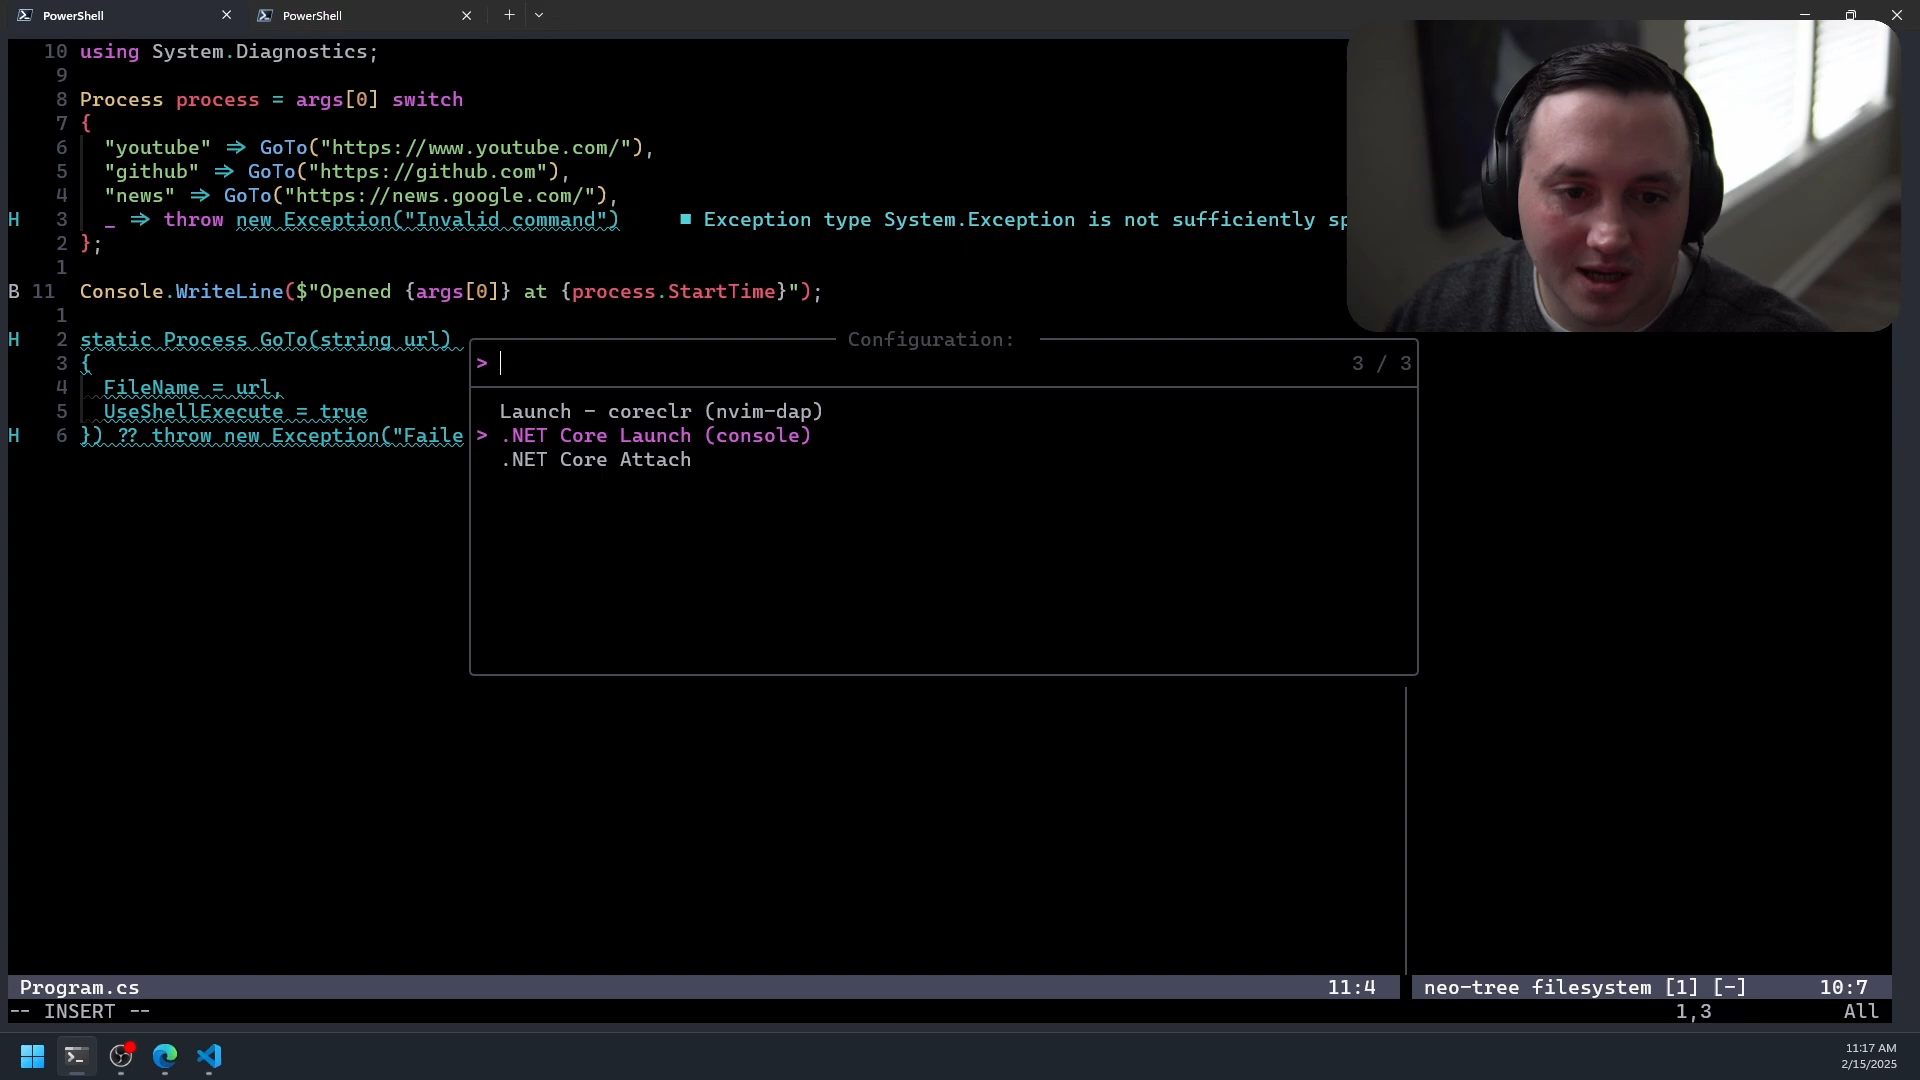 PowerShell
PowerShell
10 using System.Diagnostics;
9
8 Process process = args[0] switch
7 {
6 "youtube" => GoTo("https://www.youtube.com/"),
5 "github" => GoTo("https://github.com"),
4 "news" => GoTo("https://news.google.com/"),
H 3 _ => throw new Exception("Invalid command") ■ Exception type System.Exception is not sufficiently sp
2 };
1
B 11 Console.WriteLine($"Opened {args[0]} at {process.StartTime}");
1
H 2 static Process GoTo(string url)
3 {
4 FileName = url,
5 UseShellExecute = true
H 6 }) ?? throw new Exception("Faile
Configuration:
> 3 / 3
Launch - coreclr (nvim-dap)
> .NET Core Launch (console)
.NET Core Attach
Program.cs 11:4 neo-tree filesystem [1] [-] 10:7
-- INSERT -- 1,3 All
11:17 AM
2/15/2025